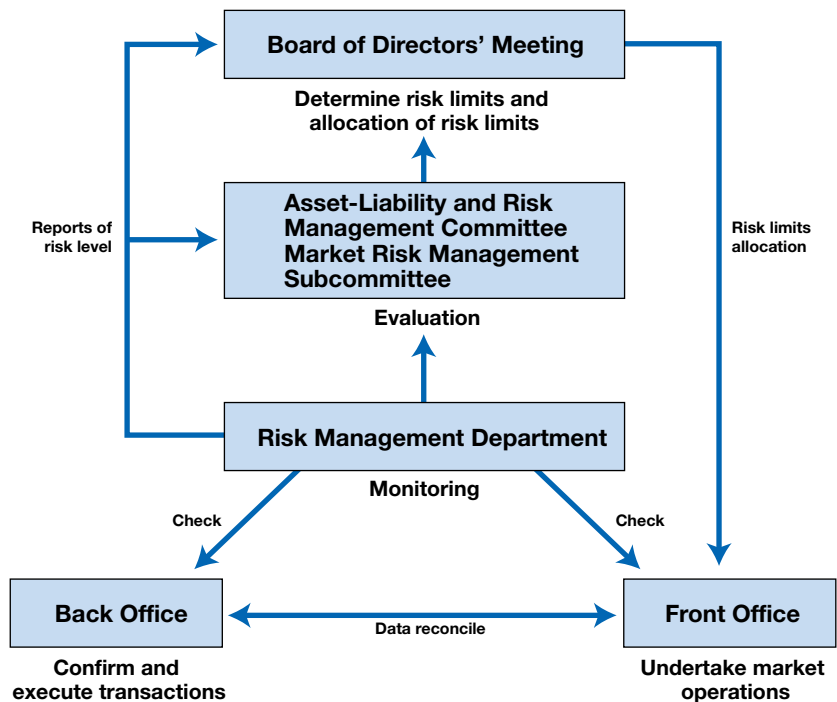 Board of Directors’ Meeting
Determine risk limits and
allocation of risk limits
Asset-Liability and Risk
Management Committee
Market Risk Management
Subcommittee
Reports of
risk level
Risk limits
allocation
Evaluation
Risk Management Department
Monitoring
Check
Check
Back Office
Data reconcile
Front Office
Confirm and
execute transactions
Undertake market
operations